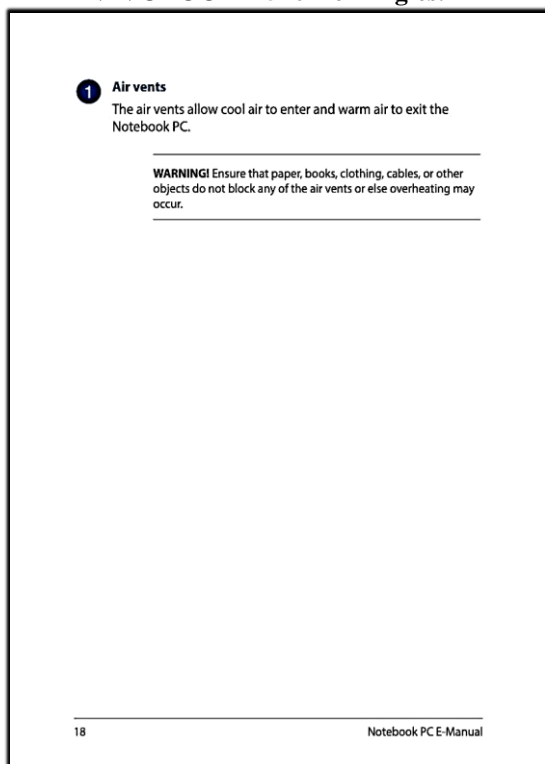 1
Air vents
The air vents allow cool air to enter and warm air to exit the
Notebook PC.
WARNING! Ensure that paper, books, clothing, cables, or other
objects do not block any of the air vents or else overheating may
occur.
18 Notebook PC E-Manual